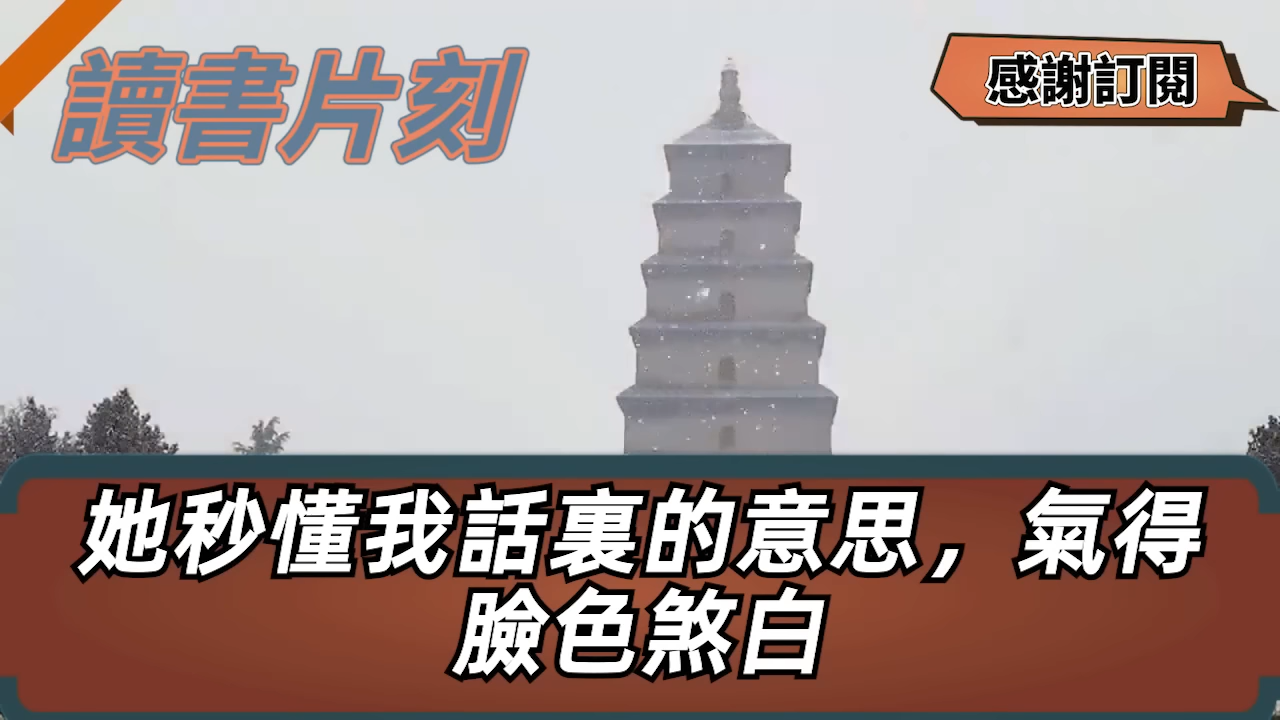 讀書片刻
感謝訂閱
她秒懂我話裏的意思，氣得
臉色煞白